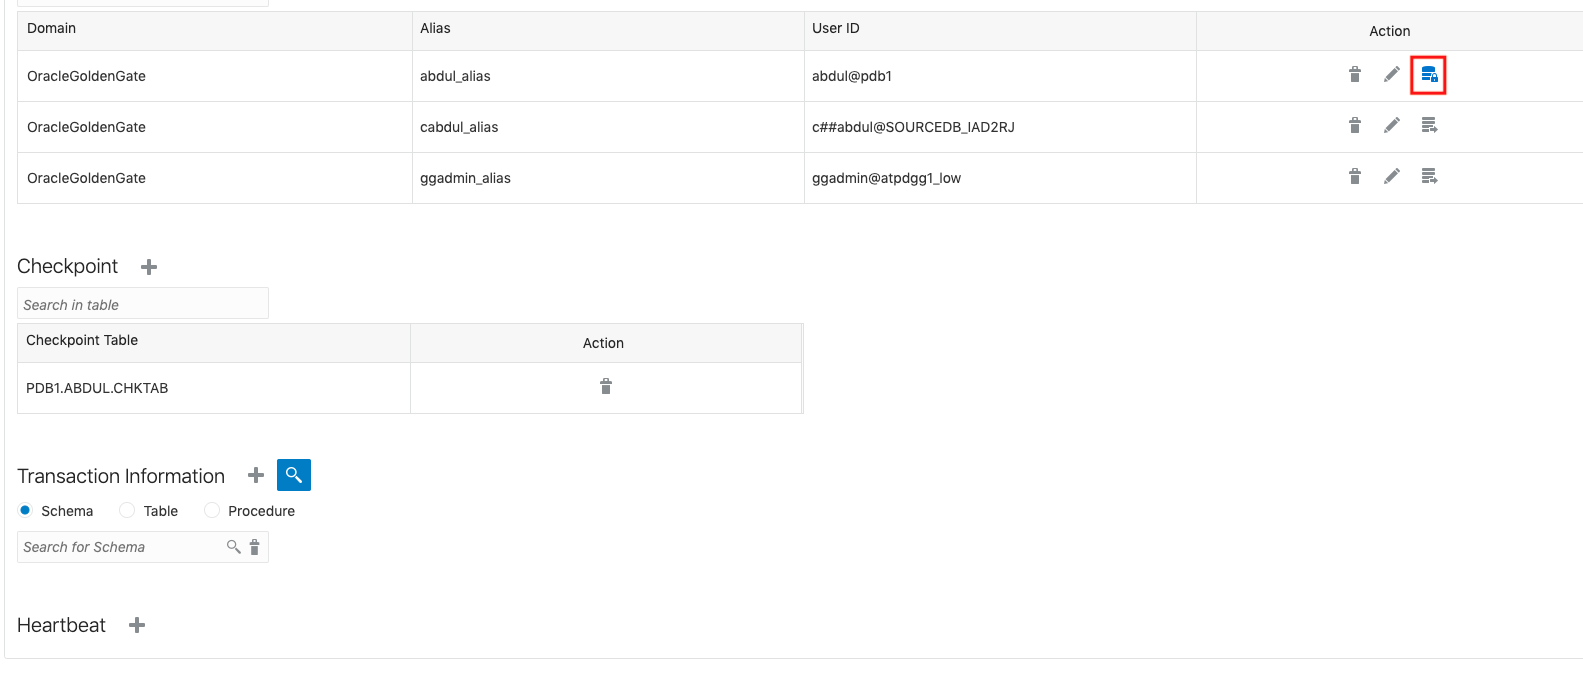 Domain Alias User ID Action
OracleGoldenGate abdul_alias abdul@pdb1
OracleGoldenGate cabdul_alias c##abdul@SOURCEDB_IAD2RJ
OracleGoldenGate ggadmin_alias ggadmin@atpdgg1_low
Checkpoint
Search in table
Checkpoint Table Action
PDB1.ABDUL.CHKTAB
Transaction Information
Schema Table Procedure
Search for Schema
Heartbeat